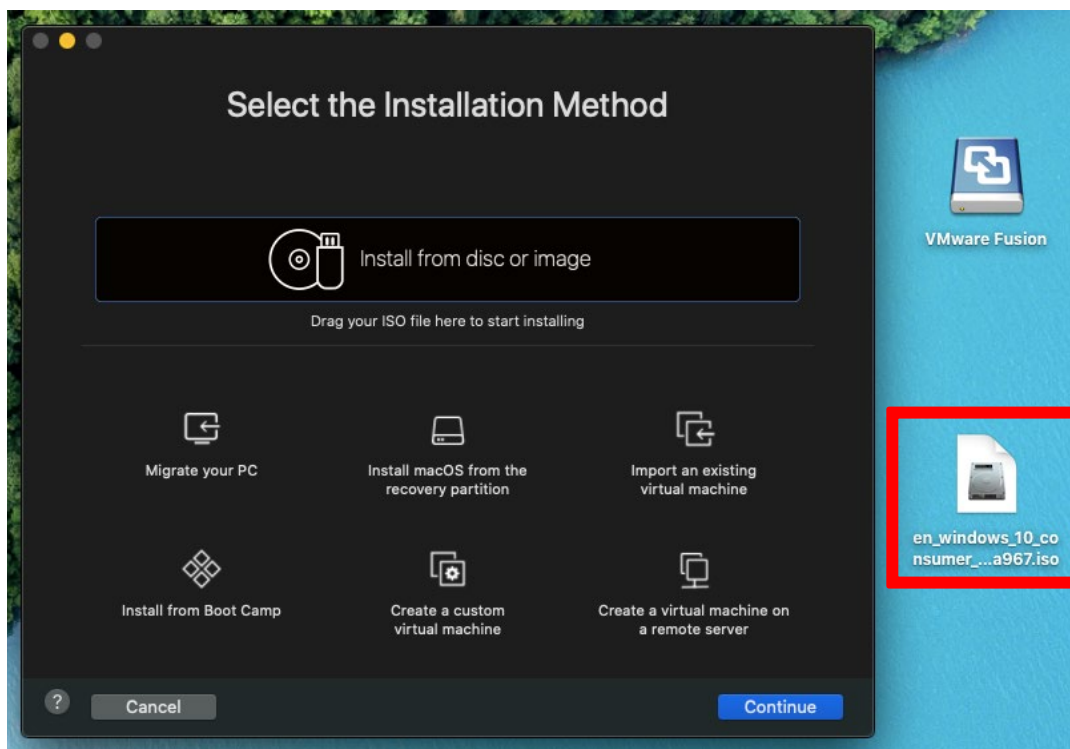 Select the Installation Method
Install from disc or image
Drag your ISO file here to start installing
Migrate your PC
Install macOS from the
recovery partition
Import an existing
virtual machine
Install from Boot Camp
Create a custom
virtual machine
Create a virtual machine on
a remote server
?
Cancel
Continue
VMware Fusion
en_windows_10_co
nsumer_...a967.iso